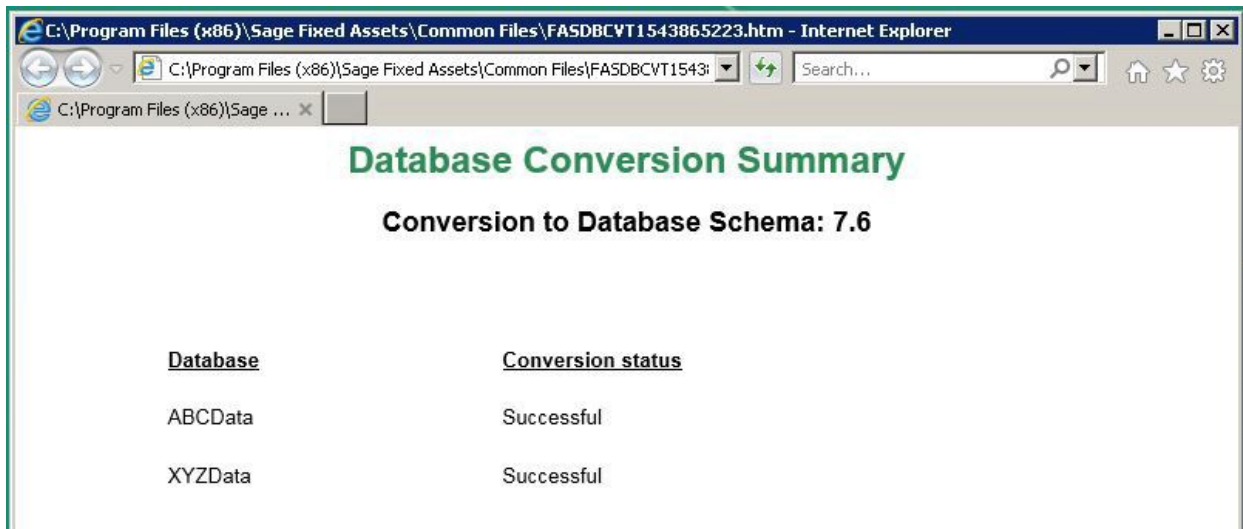 C:\Program Files (x86)\Sage Fixed Assets\Common Files\FASDBCVT1543865223.htm - Internet Explorer
C:\Program Files (x86)\Sage Fixed Assets\Common Files\FASDBCVT1543 Search...
C:\Program Files (x86)\Sage ...
Database Conversion Summary
Conversion to Database Schema: 7.6
Database Conversion status
ABCData Successful
XYZData Successful